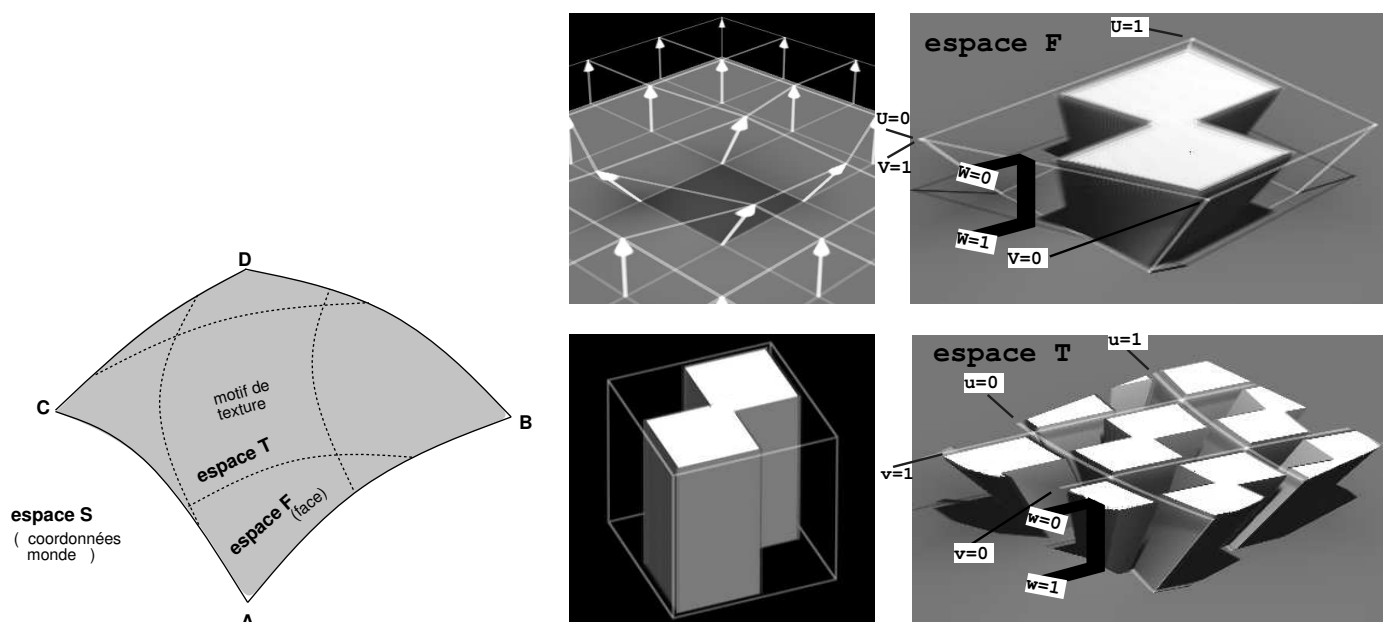 D
C
B
A
motif de
texture
espace T
espace F
(face)
espace S
( coordonnées
monde )
espace F
U=1
U=0
V=1
W=0
W=1
V=0
espace T
u=1
u=0
v=1
w=0
v=0
w=1